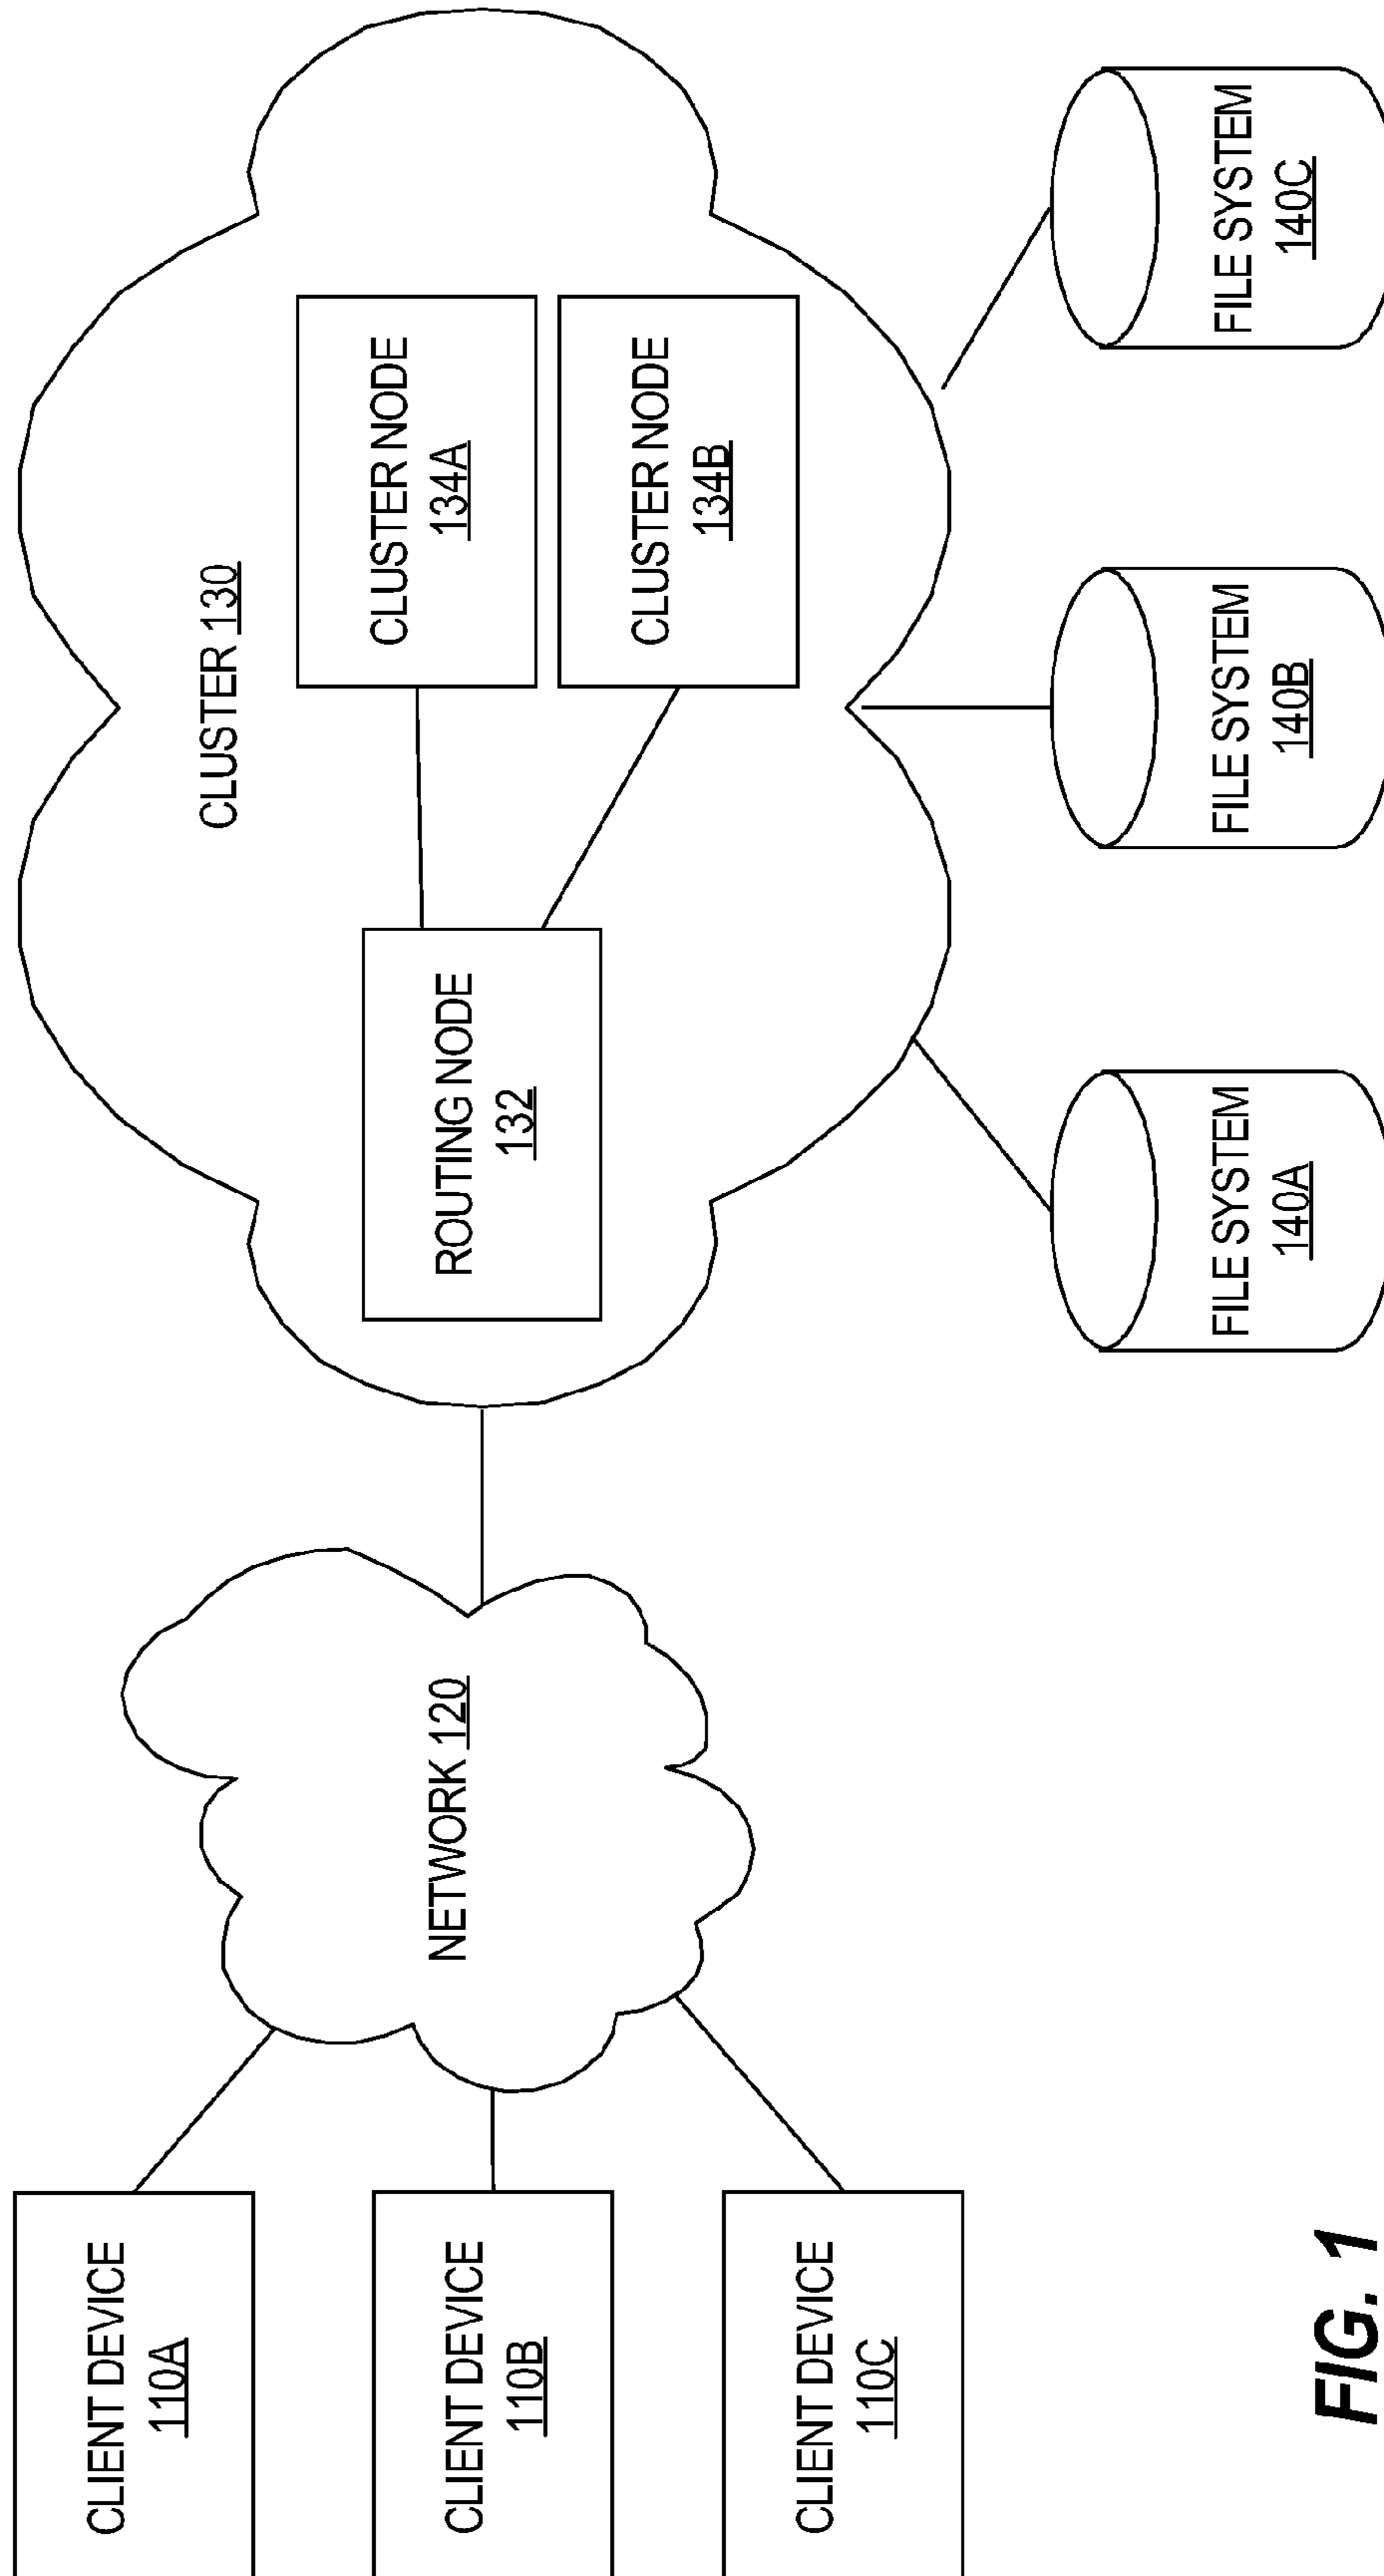 CLIENT DEVICE
110A
CLIENT DEVICE
110B
CLIENT DEVICE
110C
NETWORK 120
CLUSTER 130
ROUTING NODE
132
CLUSTER NODE
134A
CLUSTER NODE
134B
FILE SYSTEM
140A
FILE SYSTEM
140B
FILE SYSTEM
140C
FIG. 1